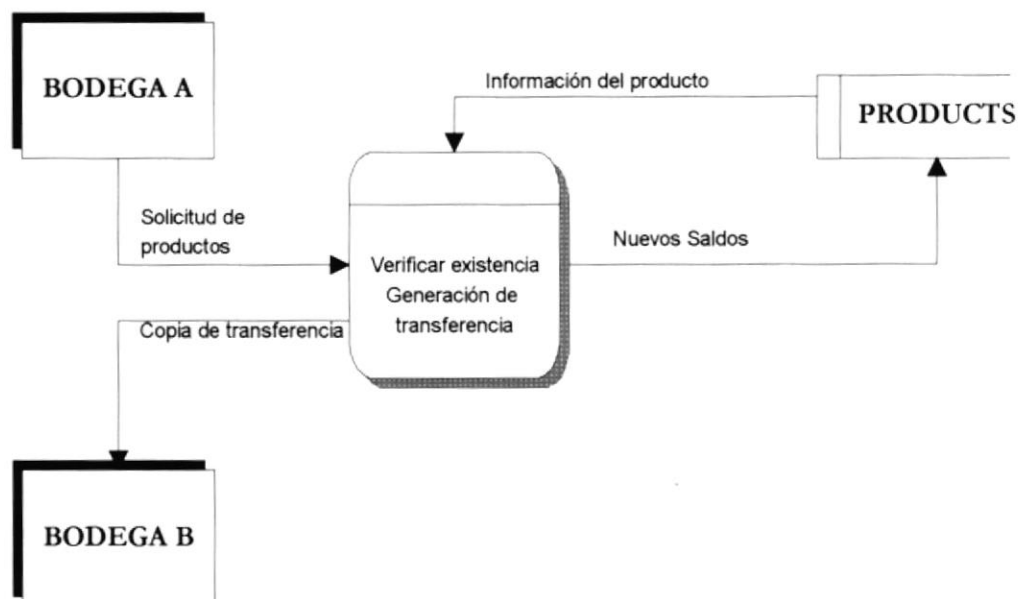 BODEGA A
Información del producto
PRODUCTS
Solicitud de
productos
Nuevos Saldos
Verificar existencia
Generación de
transferencia
Copia de transferencia
BODEGA B